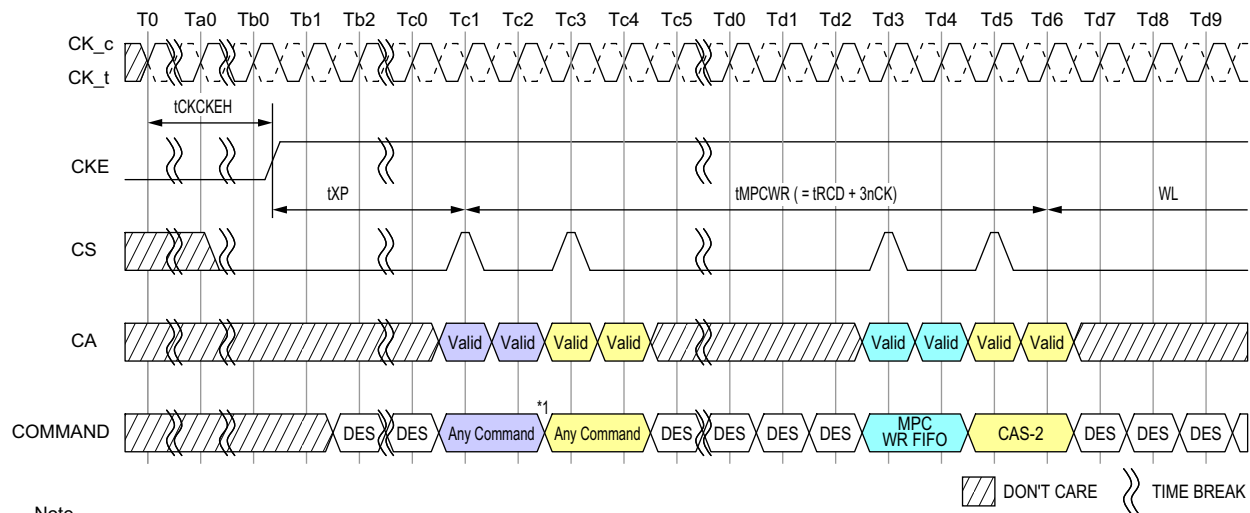 T0 Ta0 Tb0 Tb1 Tb2 Tc0 Tc1 Tc2 Tc3 Tc4 Tc5 Td0 Td1 Td2 Td3 Td4 Td5 Td6 Td7 Td8 Td9
CK_c
CK_t
tCKCKEH
CKE
tXP tMPCWR ( = tRCD + 3nCK) WL
CS
CA Valid Valid Valid Valid Valid Valid Valid Valid
*1
COMMAND DES DES Any Command Any Command DES DES DES DES MPC WR FIFO CAS-2 DES DES DES
DON'T CARE TIME BREAK
Note